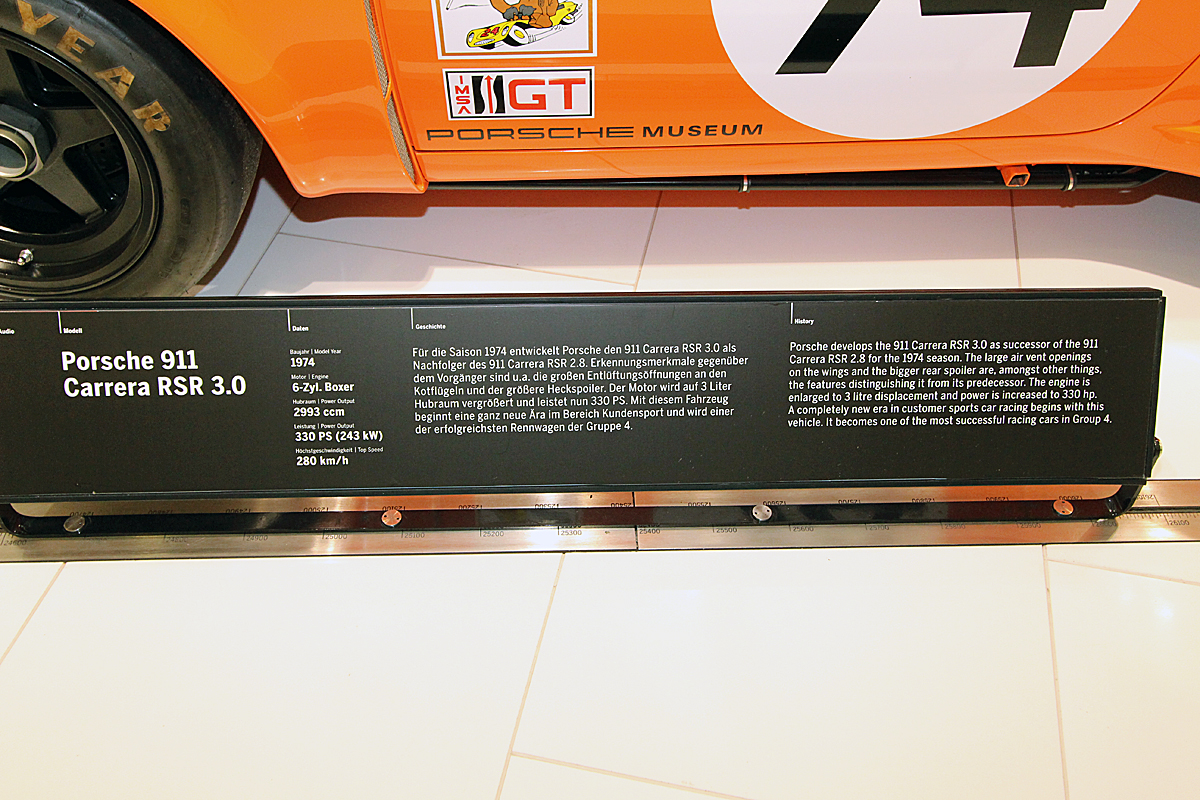 YEAR
74
24
IMSA GT
PORSCHE MUSEUM
Audio
Modell
Porsche 911
Carrera RSR 3.0
Daten
Baujahr | Model Year
1974
Motor | Engine
6-Zyl. Boxer
Hubraum | Power Output
2993 ccm
Leistung | Power Output
330 PS (243 kW)
Höchstgeschwindigkeit | Top Speed
280 km/h
Geschichte
Für die Saison 1974 entwickelt Porsche den 911 Carrera RSR 3.0 als
Nachfolger des 911 Carrera RSR 2.8. Erkennungsmerkmale gegenüber
dem Vorgänger sind u.a. die großen Entlüftungsöffnungen an den
Kotflügeln und der größere Heckspoiler. Der Motor wird auf 3 Liter
Hubraum vergrößert und leistet nun 330 PS. Mit diesem Fahrzeug
beginnt eine ganz neue Ära im Bereich Kundensport und wird einer
der erfolgreichsten Rennwagen der Gruppe 4.
History
Porsche develops the 911 Carrera RSR 3.0 as successor of the 911
Carrera RSR 2.8 for the 1974 season. The large air vent openings
on the wings and the bigger rear spoiler are, amongst other things,
the features distinguishing it from its predecessor. The engine is
enlarged to 3 litre displacement and power is increased to 330 hp.
A completely new era in customer sports car racing begins with this
vehicle. It becomes one of the most successful racing cars in Group 4.
24900 25100 25200 25300 25400 25600 25700 26100